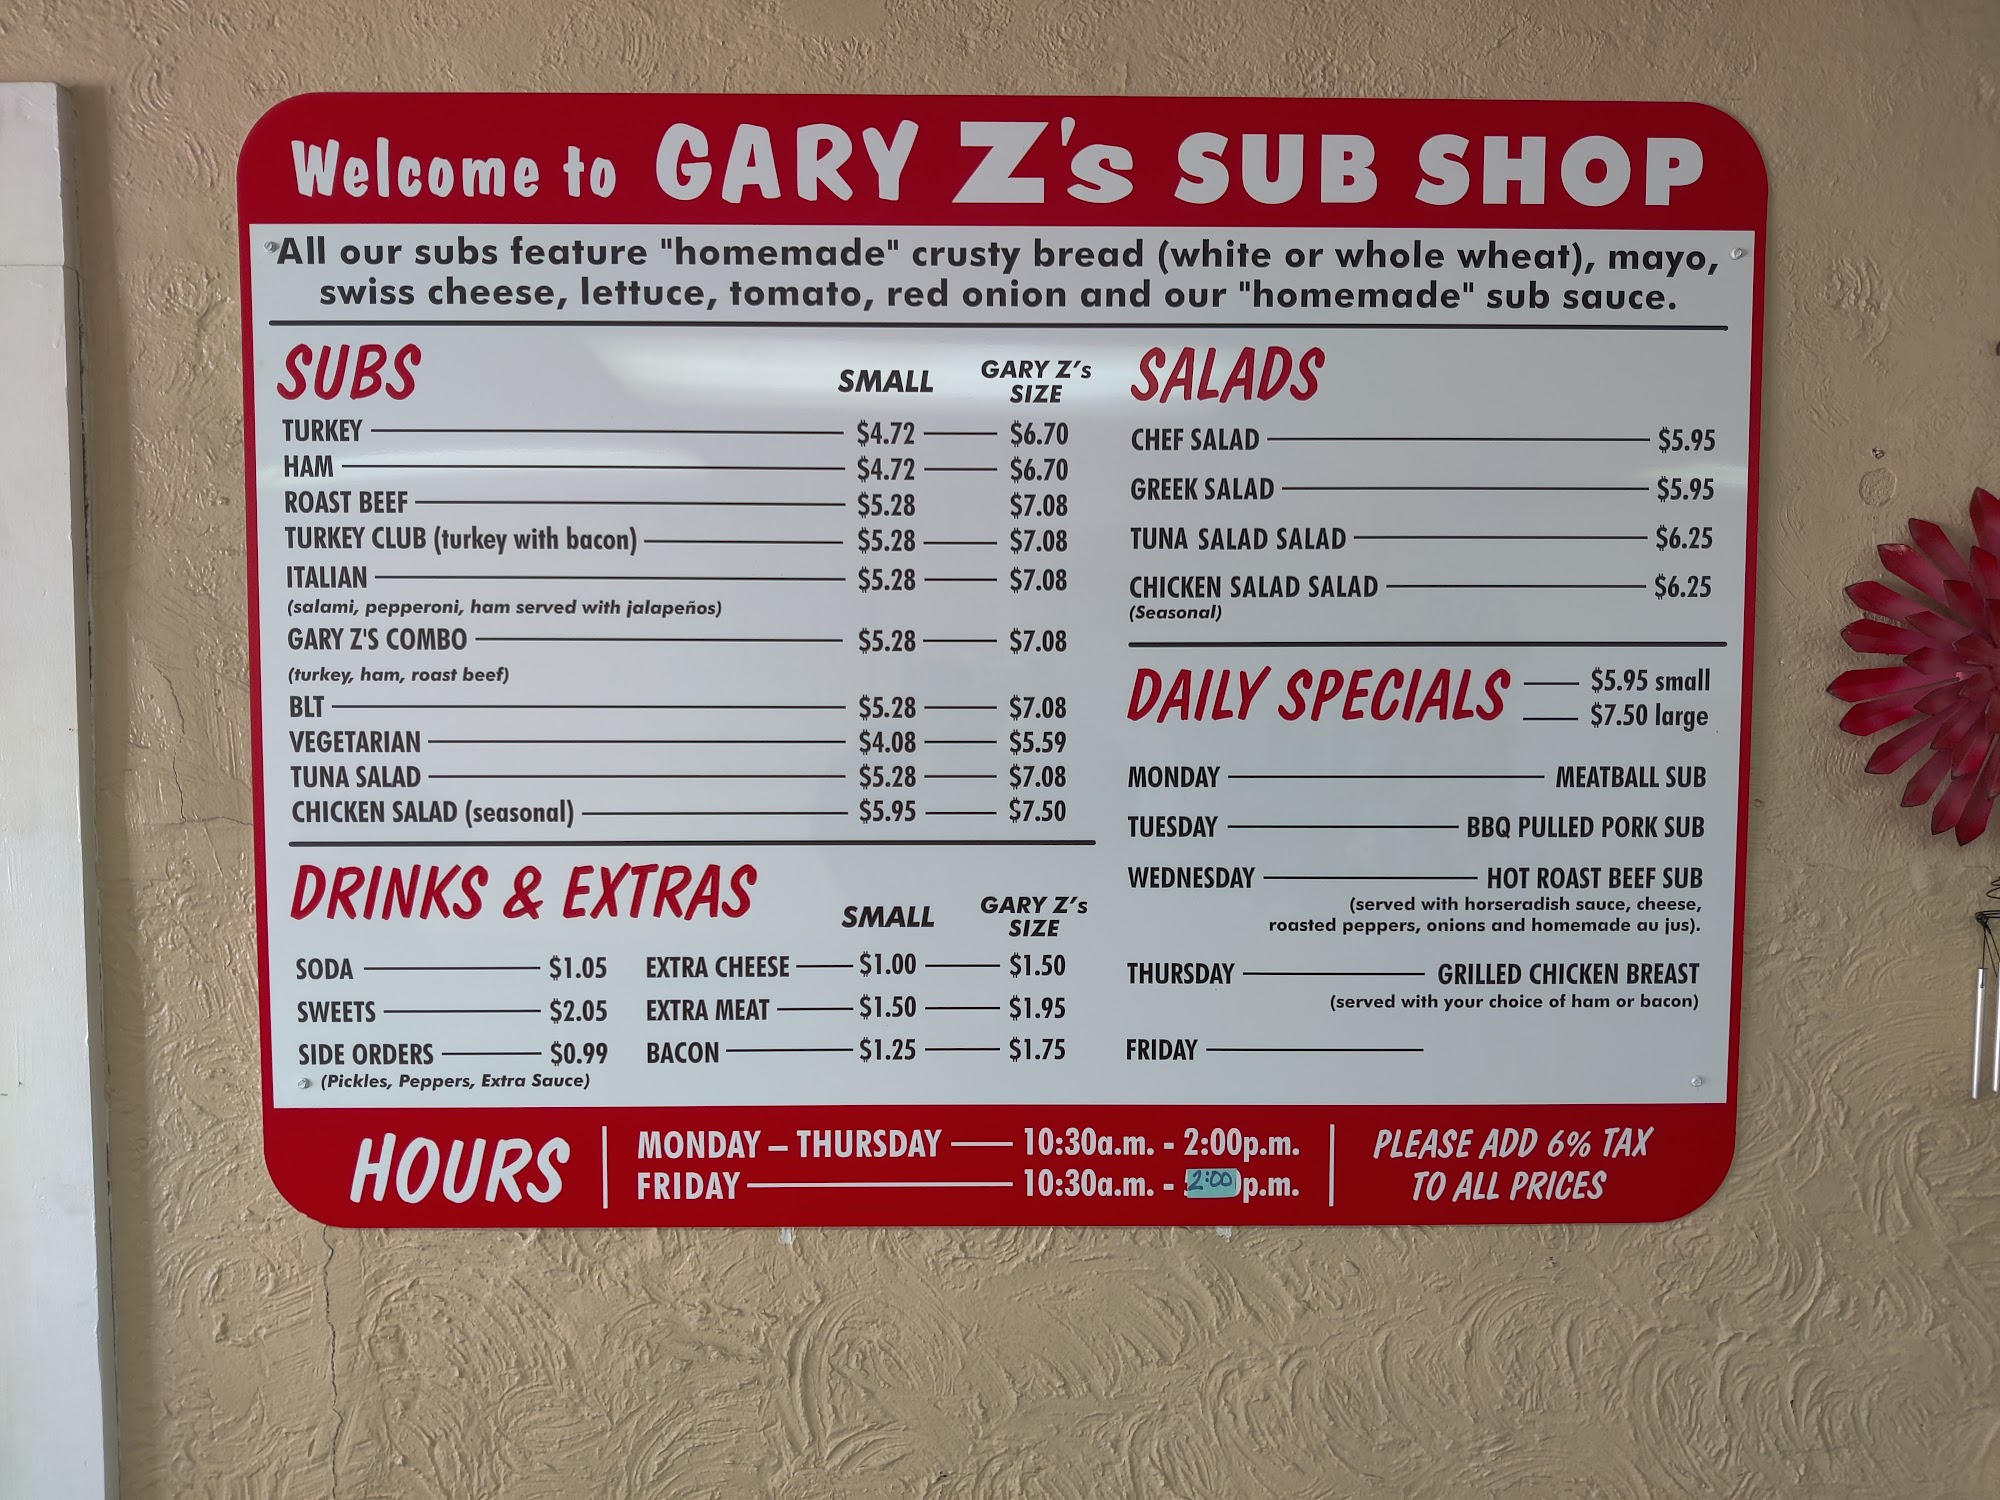 Welcome to GARY Z's SUB SHOP
All our subs feature "homemade" crusty bread (white or whole wheat), mayo,
swiss cheese, lettuce, tomato, red onion and our "homemade" sub sauce.
SUBS SMALL GARY Z's SIZE
TURKEY $4.72 $6.70
HAM $4.72 $6.70
ROAST BEEF $5.28 $7.08
TURKEY CLUB (turkey with bacon) $5.28 $7.08
ITALIAN $5.28 $7.08
(salami, pepperoni, ham served with jalapeños)
GARY Z'S COMBO $5.28 $7.08
(turkey, ham, roast beef)
BLT $5.28 $7.08
VEGETARIAN $4.08 $5.59
TUNA SALAD $5.28 $7.08
CHICKEN SALAD (seasonal) $5.95 $7.50
DRINKS & EXTRAS SMALL GARY Z's SIZE
SODA $1.05 EXTRA CHEESE $1.00 $1.50
SWEETS $2.05 EXTRA MEAT $1.50 $1.95
SIDE ORDERS $0.99 BACON $1.25 $1.75
(Pickles, Peppers, Extra Sauce)
SALADS
CHEF SALAD $5.95
GREEK SALAD $5.95
TUNA SALAD SALAD $6.25
CHICKEN SALAD SALAD $6.25
(Seasonal)
DAILY SPECIALS $5.95 small
$7.50 large
MONDAY MEATBALL SUB
TUESDAY BBQ PULLED PORK SUB
WEDNESDAY HOT ROAST BEEF SUB
(served with horseradish sauce, cheese,
roasted peppers, onions and homemade au jus).
THURSDAY GRILLED CHICKEN BREAST
(served with your choice of ham or bacon)
FRIDAY
HOURS
MONDAY – THURSDAY 10:30a.m. - 2:00p.m.
FRIDAY 10:30a.m. - 2:00p.m.
PLEASE ADD 6% TAX
TO ALL PRICES